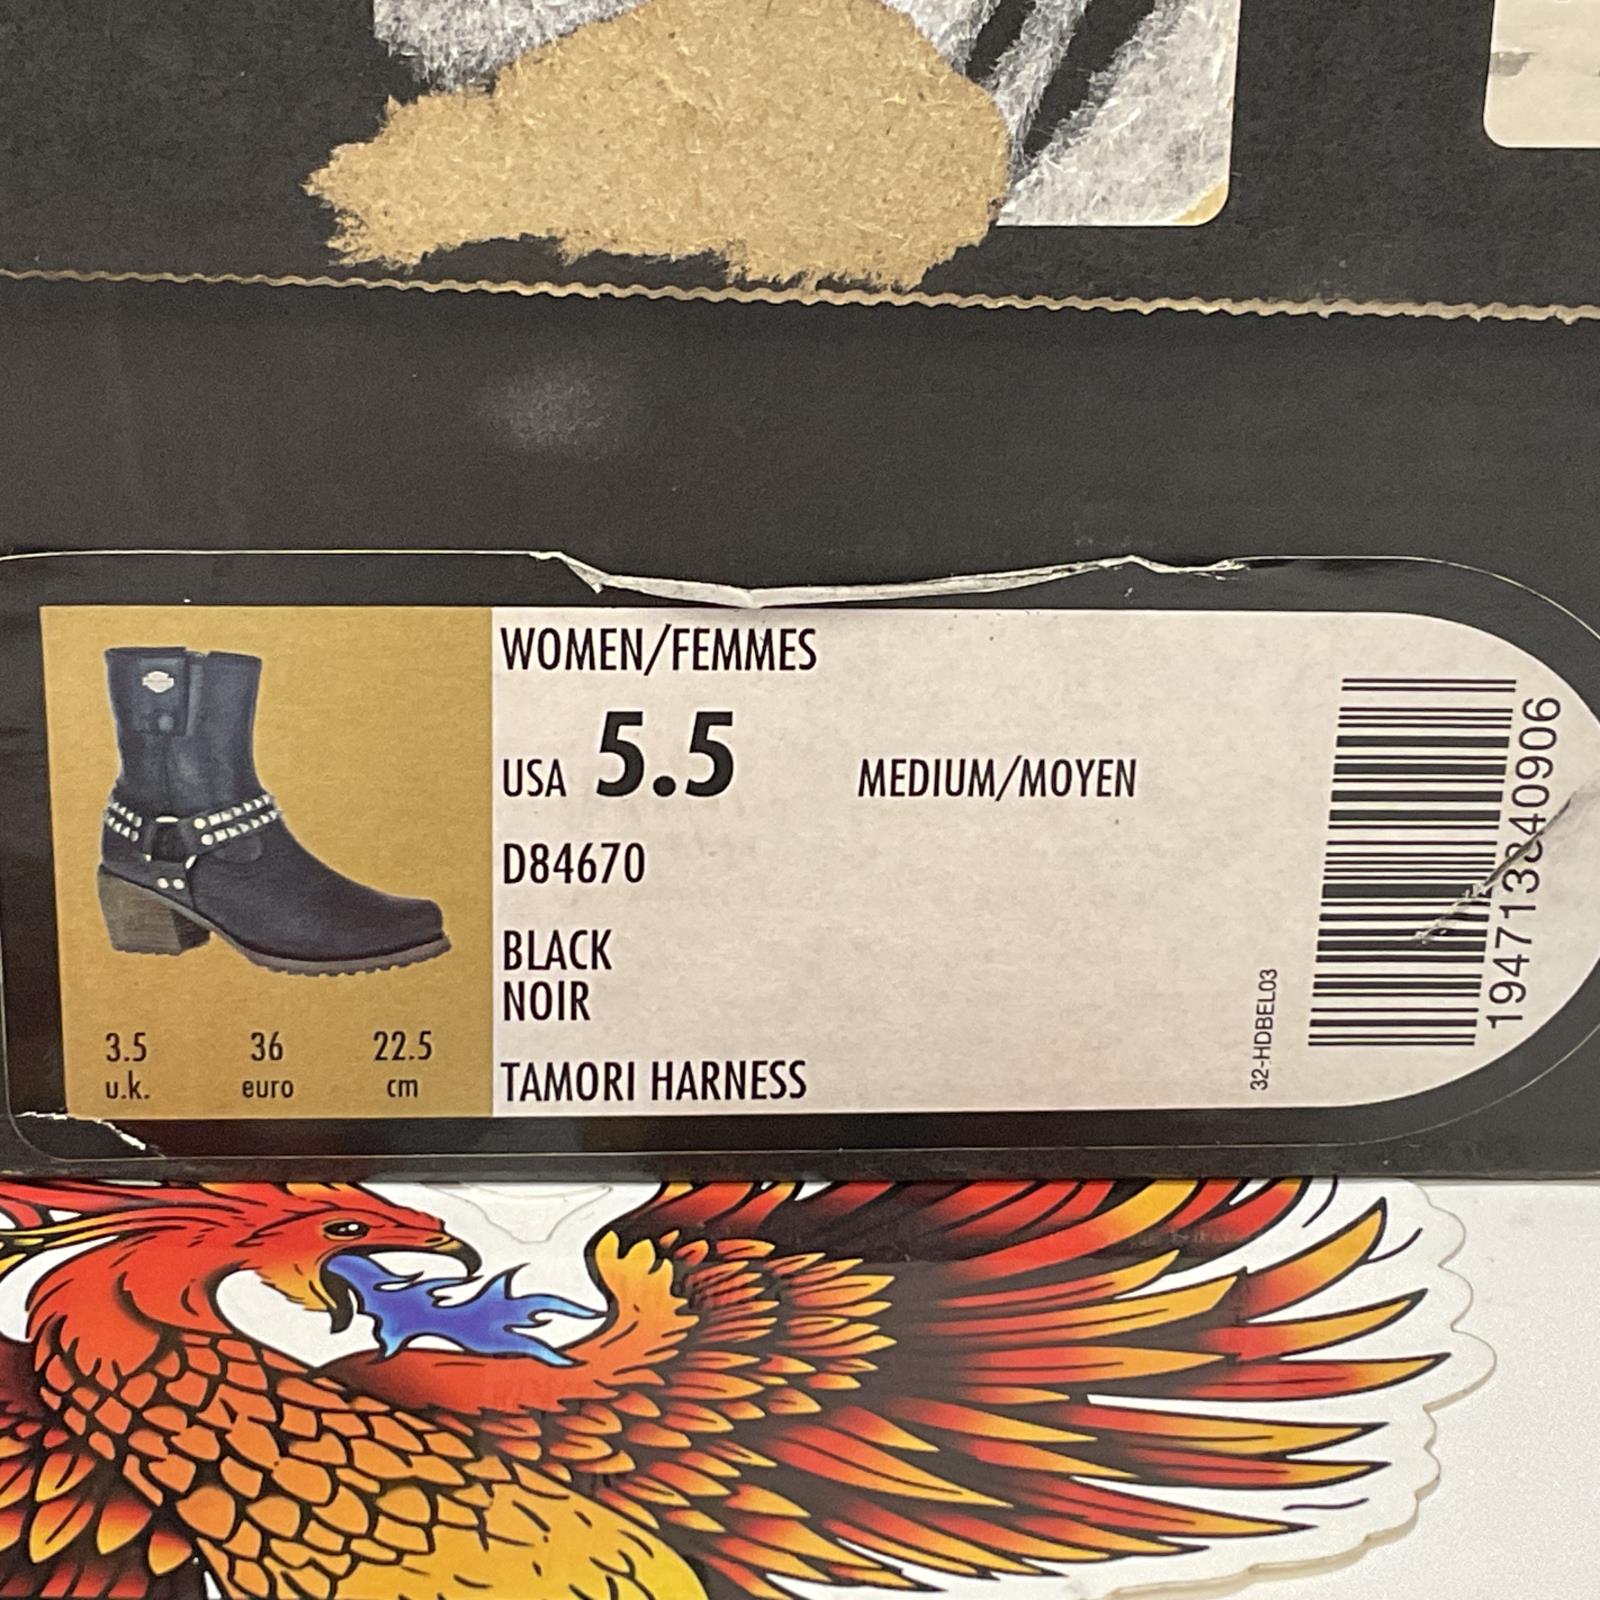 WOMEN/FEMMES
USA 5.5 MEDIUM/MOYEN
D84670
BLACK
NOIR
TAMORI HARNESS
3.5 36 22.5
u.k. euro cm
32-HDBEL03
194713340906